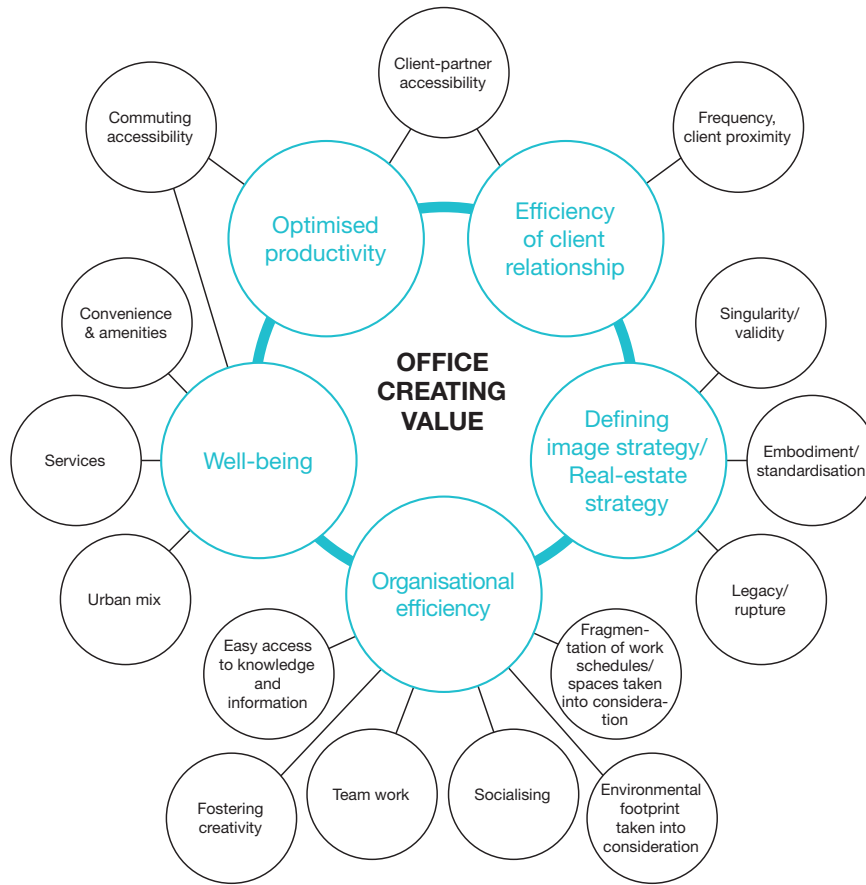 Client-partner
accessibility
Commuting
accessibility
Frequency,
client proximity
Optimised
productivity
Efficiency
of client
relationship
Convenience
& amenities
Singularity/
validity
OFFICE
CREATING
VALUE
Services
Well-being
Defining
image strategy/
Real-estate
strategy
Embodiment/
standardisation
Urban mix
Organisational
efficiency
Legacy/
rupture
Easy access
to knowledge
and
information
Fragmen-
tation of work
schedules/
spaces taken
into considera-
tion
Fostering
creativity
Team work
Socialising
Environmental
footprint
taken into
consideration